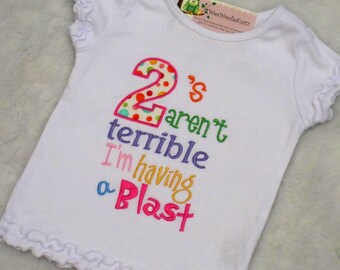 2's aren't
terrible
I'm having
a Blast